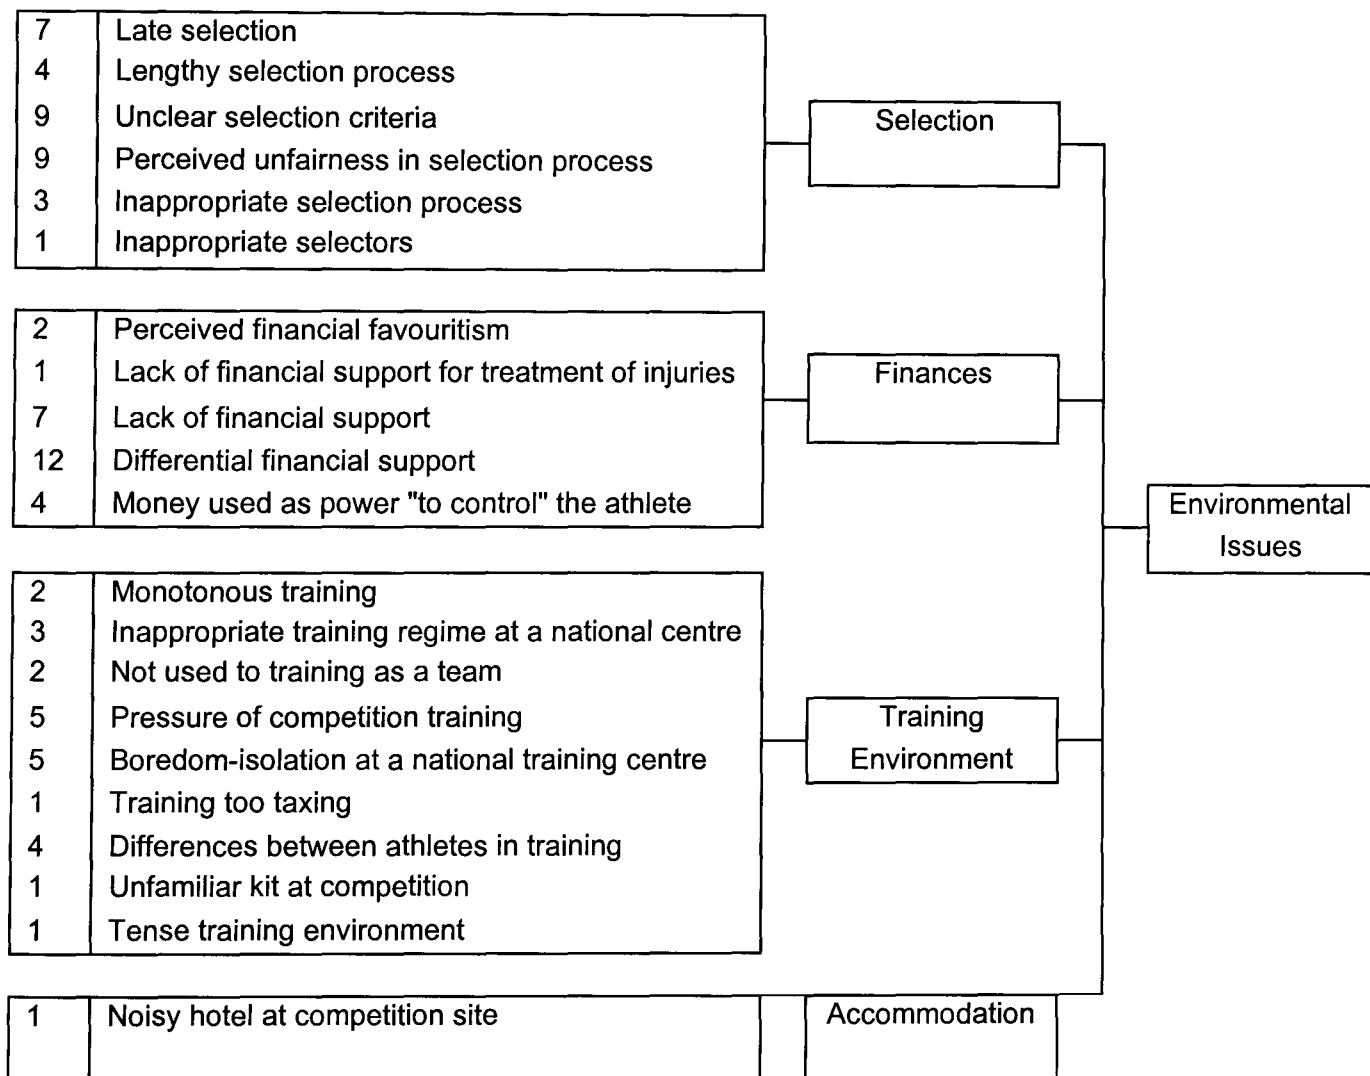 7 Late selection
4 Lengthy selection process
9 Unclear selection criteria
9 Perceived unfairness in selection process
3 Inappropriate selection process
1 Inappropriate selectors
Selection
2 Perceived financial favouritism
1 Lack of financial support for treatment of injuries
7 Lack of financial support
12 Differential financial support
4 Money used as power "to control" the athlete
Finances
Environmental
Issues
2 Monotonous training
3 Inappropriate training regime at a national centre
2 Not used to training as a team
5 Pressure of competition training
5 Boredom-isolation at a national training centre
1 Training too taxing
4 Differences between athletes in training
1 Unfamiliar kit at competition
1 Tense training environment
Training
Environment
1 Noisy hotel at competition site
Accommodation